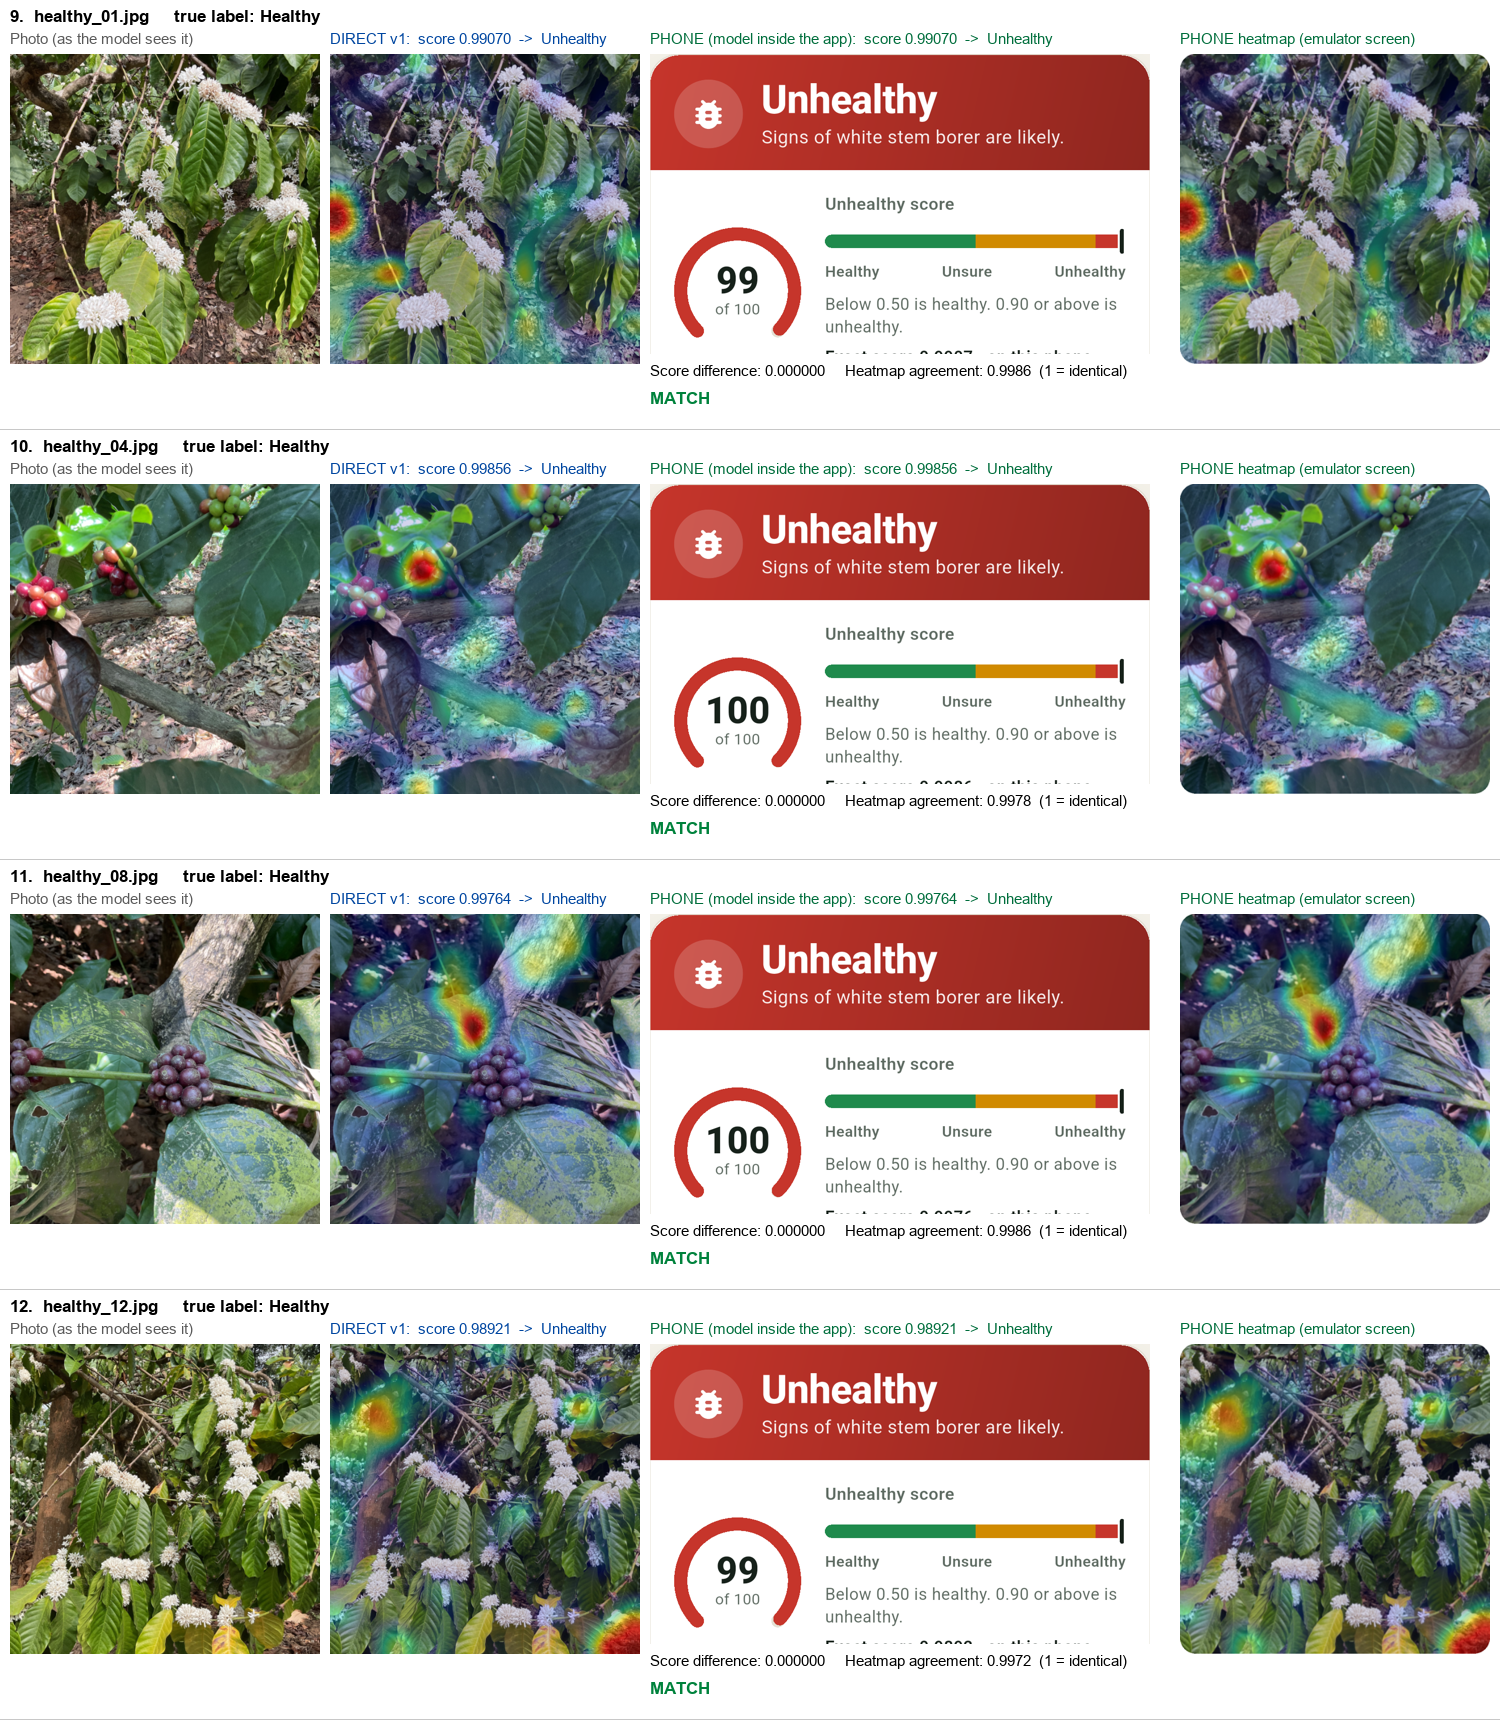 9. healthy_01.jpg true label: Healthy
Photo (as the model sees it) DIRECT v1: score 0.99070 -> Unhealthy PHONE (model inside the app): score 0.99070 -> Unhealthy PHONE heatmap (emulator screen)
Unhealthy
Signs of white stem borer are likely.
Unhealthy score
99
of 100
Healthy Unsure Unhealthy
Below 0.50 is healthy. 0.90 or above is
unhealthy.
Score difference: 0.000000 Heatmap agreement: 0.9986 (1 = identical)
MATCH
10. healthy_04.jpg true label: Healthy
Photo (as the model sees it) DIRECT v1: score 0.99856 -> Unhealthy PHONE (model inside the app): score 0.99856 -> Unhealthy PHONE heatmap (emulator screen)
Unhealthy
Signs of white stem borer are likely.
Unhealthy score
100
of 100
Healthy Unsure Unhealthy
Below 0.50 is healthy. 0.90 or above is
unhealthy.
Score difference: 0.000000 Heatmap agreement: 0.9978 (1 = identical)
MATCH
11. healthy_08.jpg true label: Healthy
Photo (as the model sees it) DIRECT v1: score 0.99764 -> Unhealthy PHONE (model inside the app): score 0.99764 -> Unhealthy PHONE heatmap (emulator screen)
Unhealthy
Signs of white stem borer are likely.
Unhealthy score
100
of 100
Healthy Unsure Unhealthy
Below 0.50 is healthy. 0.90 or above is
unhealthy.
Score difference: 0.000000 Heatmap agreement: 0.9986 (1 = identical)
MATCH
12. healthy_12.jpg true label: Healthy
Photo (as the model sees it) DIRECT v1: score 0.98921 -> Unhealthy PHONE (model inside the app): score 0.98921 -> Unhealthy PHONE heatmap (emulator screen)
Unhealthy
Signs of white stem borer are likely.
Unhealthy score
99
of 100
Healthy Unsure Unhealthy
Below 0.50 is healthy. 0.90 or above is
unhealthy.
Score difference: 0.000000 Heatmap agreement: 0.9972 (1 = identical)
MATCH